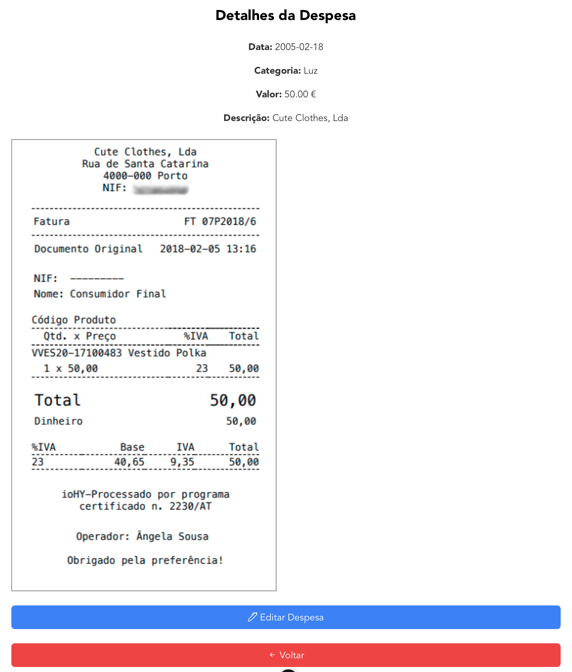 Detalhes da Despesa
Data: 2005-02-18
Categoria: Luz
Valor: 50.00 €
Descrição: Cute Clothes, Lda
Cute Clothes, Lda
Rua de Santa Catarina
4000-000 Porto
NIF:
Fatura FT 07P2018/6
Documento Original 2018-02-05 13:16
NIF: ---------
Nome: Consumidor Final
Código Produto
Qtd. x Preço %IVA Total
VVES20-17100483 Vestido Polka
1 x 50,00 23 50,00
Total 50,00
Dinheiro 50,00
%IVA Base IVA Total
23 40,65 9,35 50,00
ioHY-Processado por programa
certificado n. 2230/AT
Operador: Ângela Sousa
Obrigado pela preferência!
Editar Despesa
Voltar